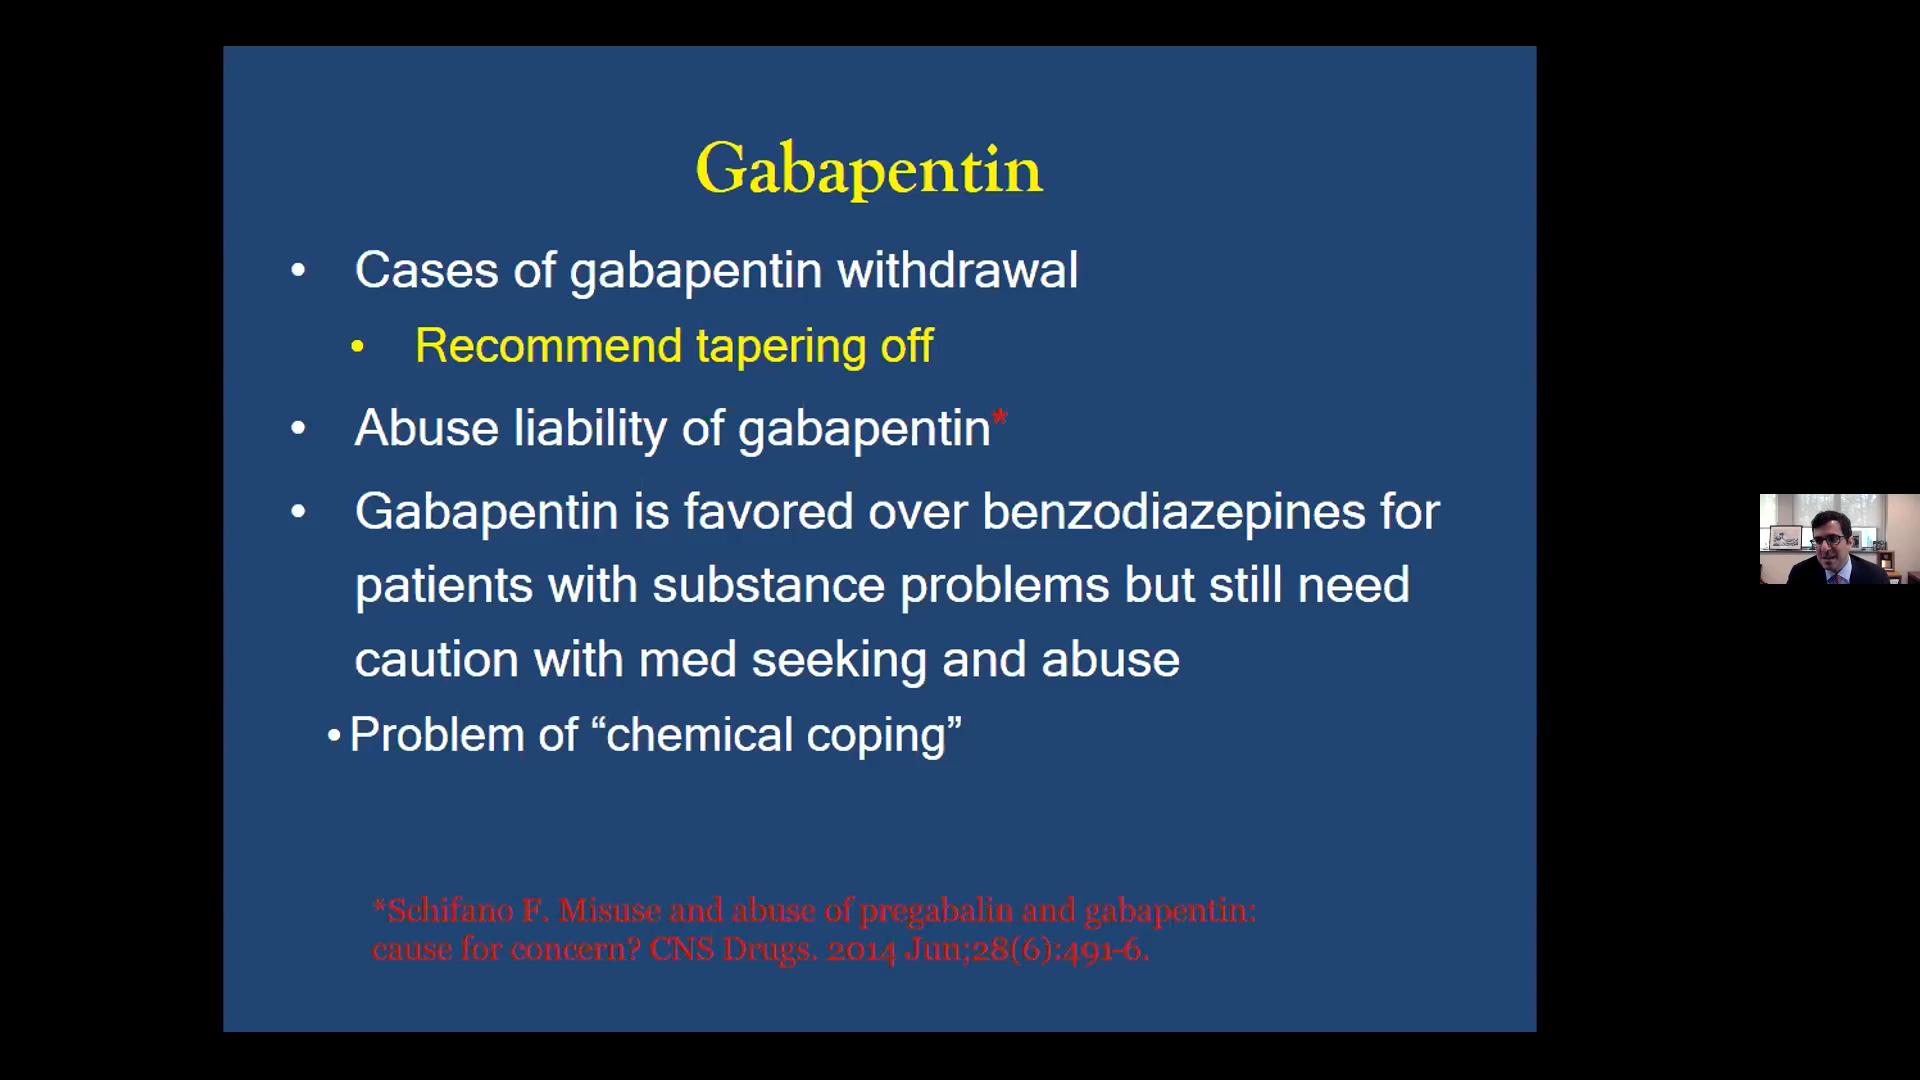 Gabapentin
• Cases of gabapentin withdrawal
• Recommend tapering off
• Abuse liability of gabapentin*
• Gabapentin is favored over benzodiazepines for
patients with substance problems but still need
caution with med seeking and abuse
• Problem of “chemical coping”
*Schifano F. Misuse and abuse of pregabalin and gabapentin:
cause for concern? CNS Drugs. 2014 Jun;28(6):491-6.